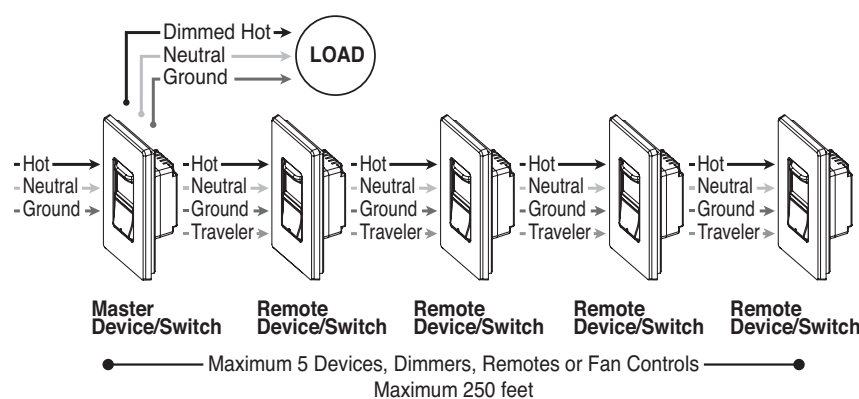 Dimmed Hot
Neutral
Ground
LOAD
Hot
Neutral
Ground
Hot
Neutral
Ground
Traveler
Hot
Neutral
Ground
Traveler
Hot
Neutral
Ground
Traveler
Hot
Neutral
Ground
Traveler
Master
Device/Switch
Remote
Device/Switch
Remote
Device/Switch
Remote
Device/Switch
Remote
Device/Switch
Maximum 5 Devices, Dimmers, Remotes or Fan Controls
Maximum 250 feet